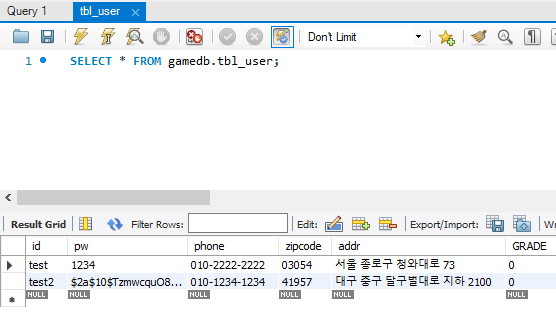 Query 1 tbl_user
Don't Limit
1 SELECT * FROM gamedb.tbl_user;
Result Grid Filter Rows: Edit: Export/Import: Wr
id pw phone zipcode addr GRADE
test 1234 010-2222-2222 03054 서울 종로구 청와대로 73 0
test2 $2a$10$TzmwcquO8... 010-1234-1234 41957 대구 중구 달구벌대로 지하 2100 0
NULL NULL NULL NULL NULL NULL